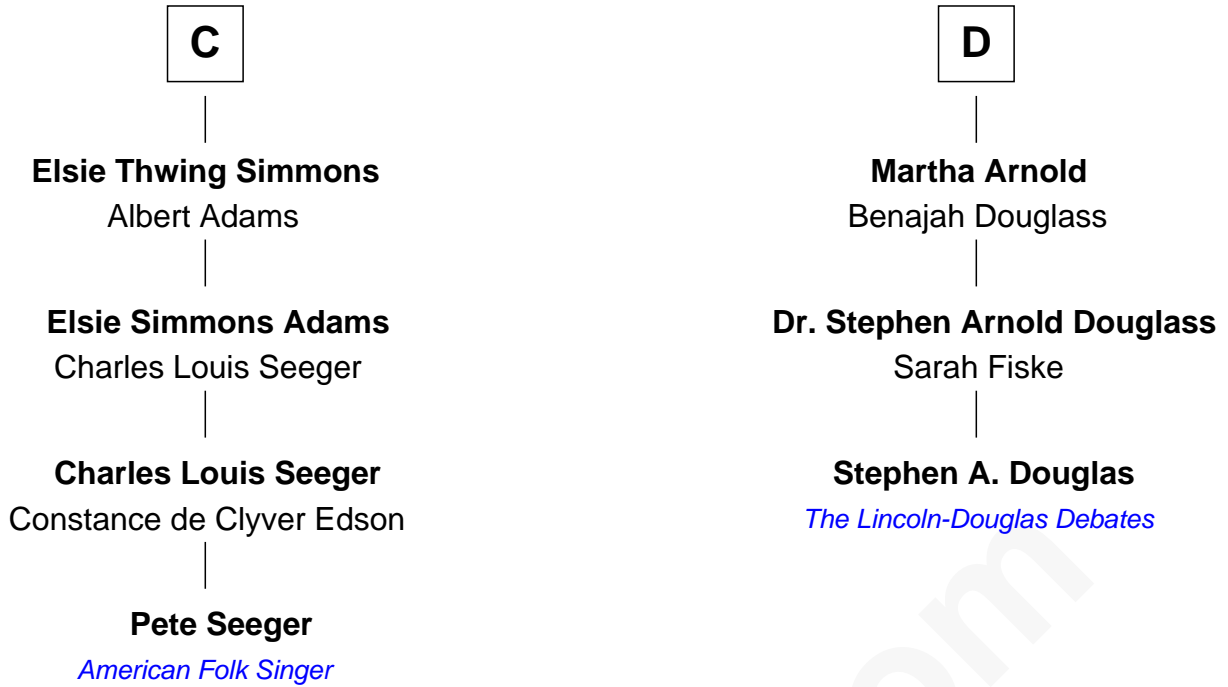 C
Elsie Thwing Simmons
Albert Adams
Elsie Simmons Adams
Charles Louis Seeger
Charles Louis Seeger
Constance de Clyver Edson
Pete Seeger
American Folk Singer
D
Martha Arnold
Benajah Douglass
Dr. Stephen Arnold Douglass
Sarah Fiske
Stephen A. Douglas
The Lincoln-Douglas Debates
om